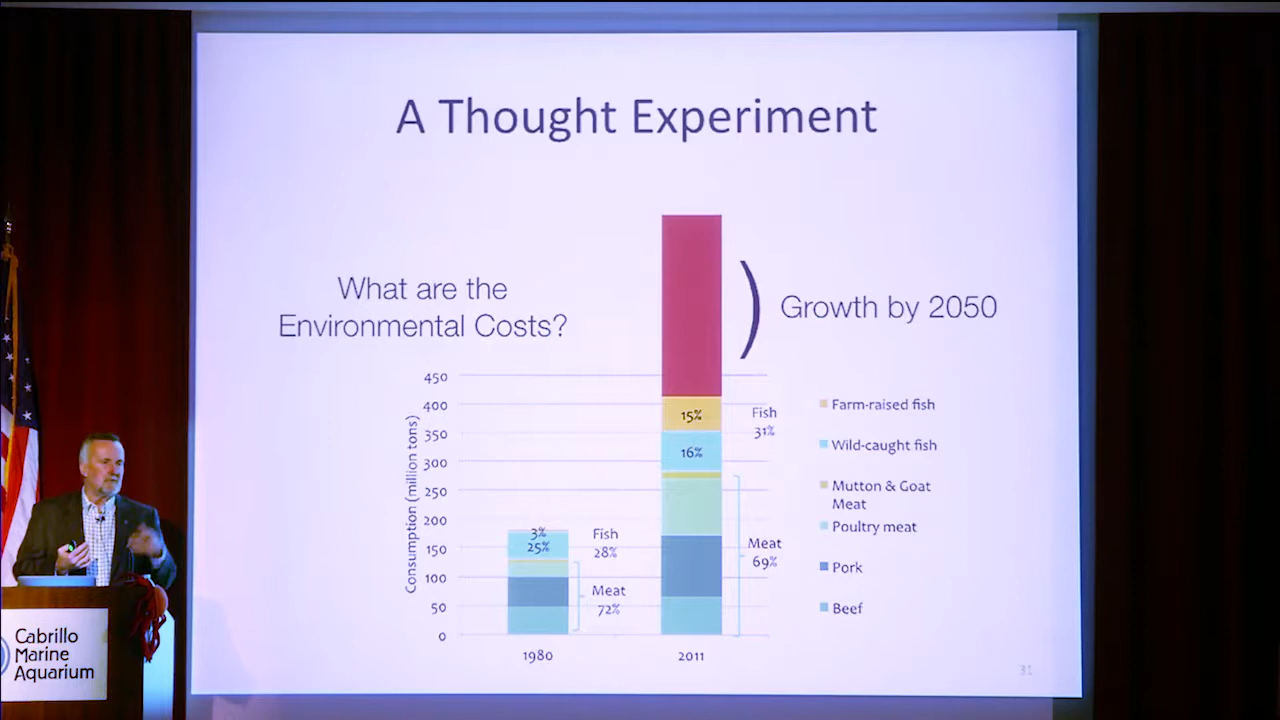 A Thought Experiment
What are the
Environmental Costs?
Growth by 2050
Consumption (million tons)
450
400
350
300
250
200
150
100
50
0
3%
25%
Fish
28%
Meat
72%
15%
16%
Fish
31%
Meat
69%
1980
2011
Farm-raised fish
Wild-caught fish
Mutton & Goat
Meat
Poultry meat
Pork
Beef
31
Cabrillo
Marine
Aquarium